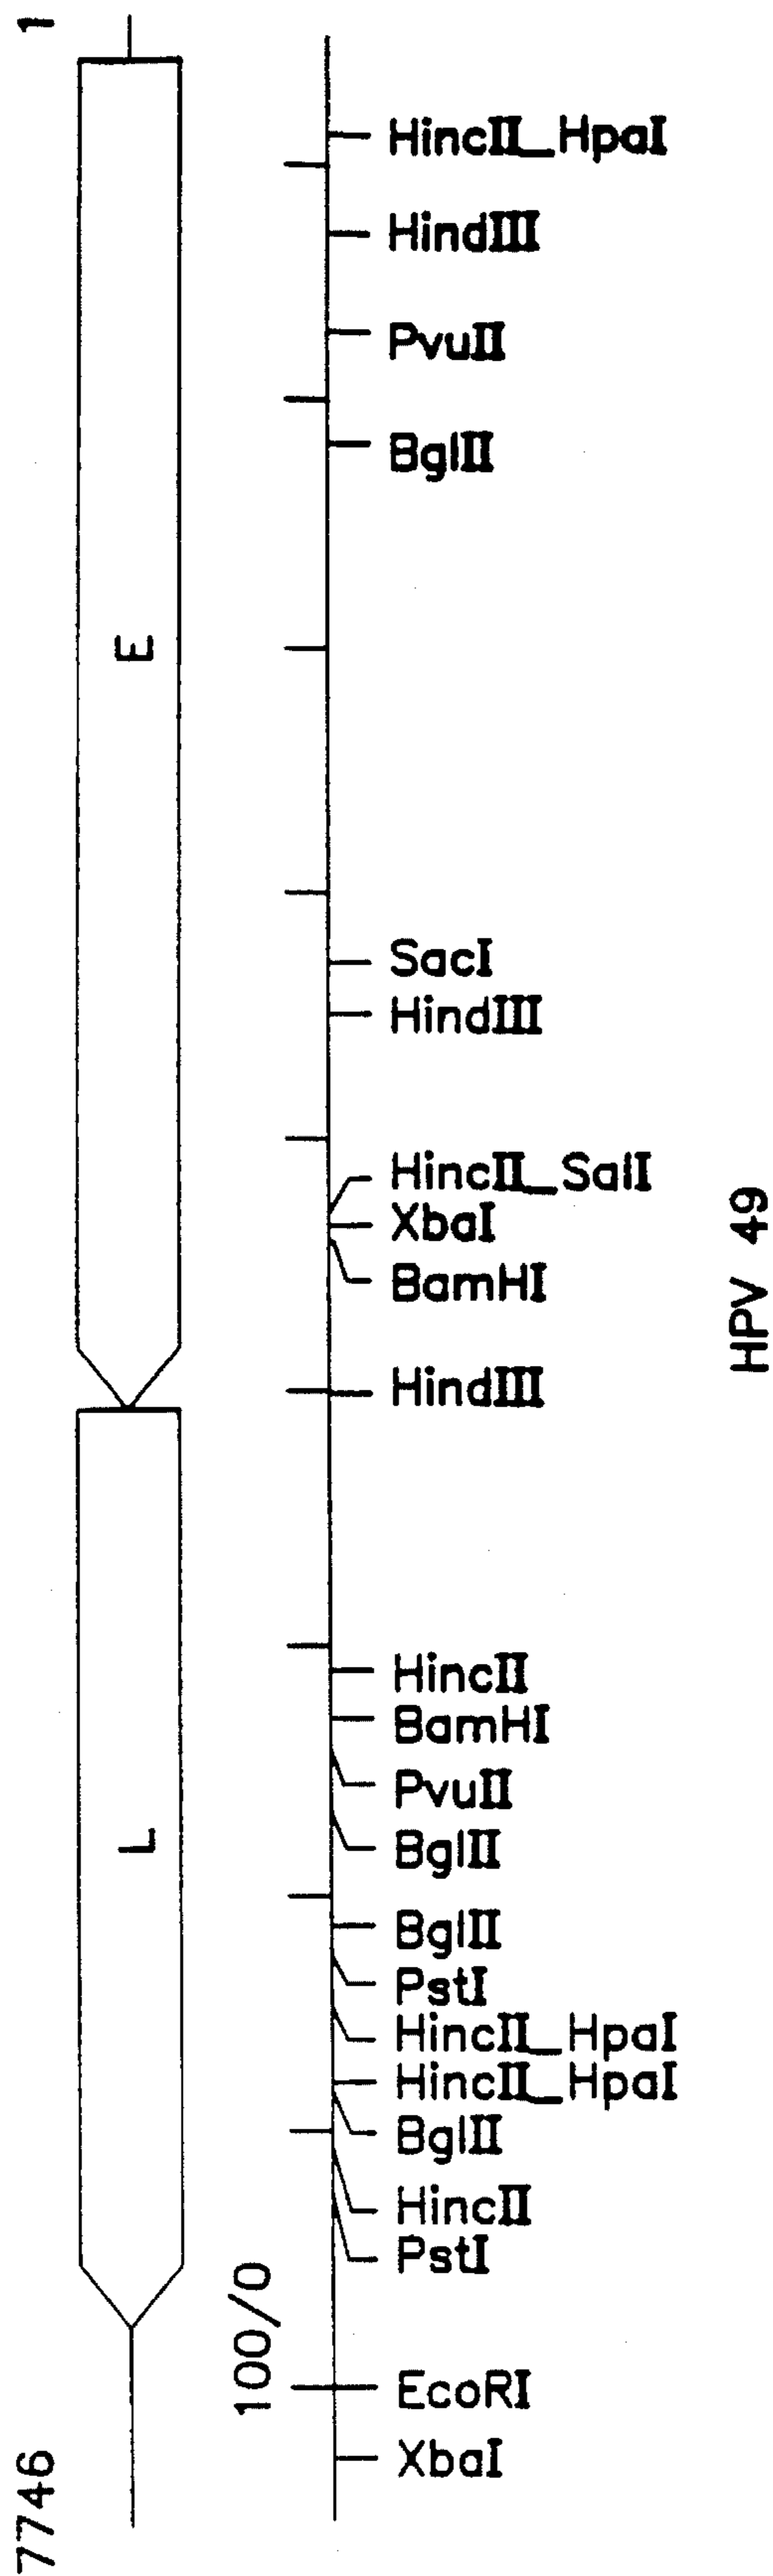 1
HincII_HpaI
HindIII
PvuII
BglII
E
SacI
HindIII
HincII_SalI
XbaI
BamHI
HindIII
HPV 49
HincII
BamHI
PvuII
L
BglII
BglII
PstI
HincII_HpaI
HincII_HpaI
BglII
HincII
PstI
100/0
EcoRI
XbaI
7746